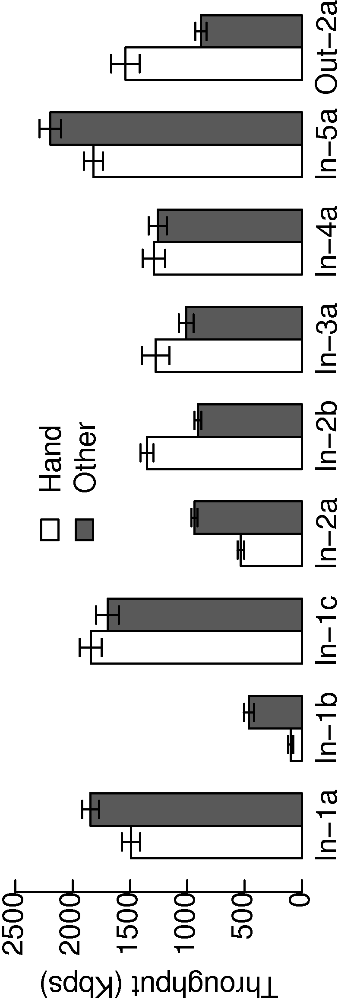 Throughput (Kbps)
2500
2000
1500
1000
500
0
Hand
Other
In−1a
In−1b
In−1c
In−2a
In−2b
In−3a
In−4a
In−5a
Out−2a